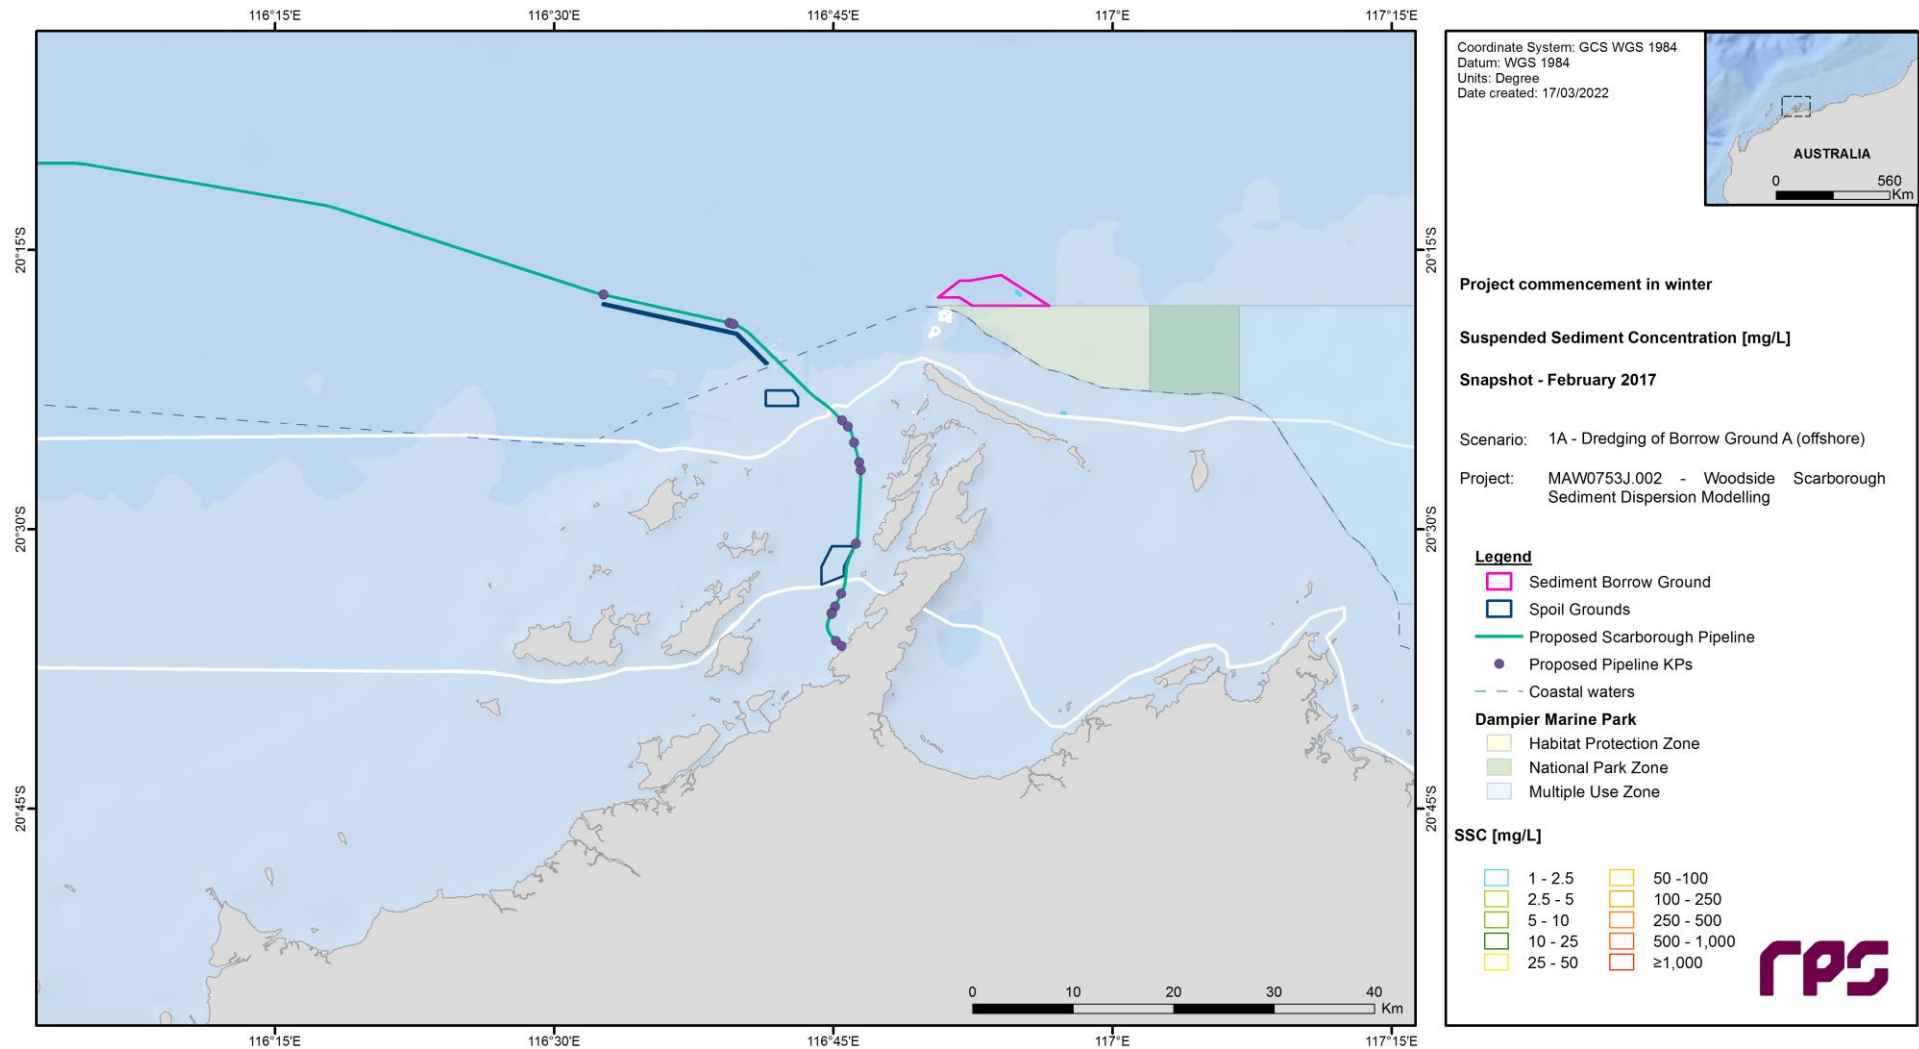 116°15'E 116°30'E 116°45'E 117°E 117°15'E
20°15'S 20°15'S
20°30'S 20°30'S
20°45'S 20°45'S
0 10 20 30 40
Km
116°15'E 116°30'E 116°45'E 117°E 117°15'E
Coordinate System: GCS WGS 1984
Datum: WGS 1984
Units: Degree
Date created: 17/03/2022
AUSTRALIA
0 560
Km
Project commencement in winter
Suspended Sediment Concentration [mg/L]
Snapshot - February 2017
Scenario: 1A - Dredging of Borrow Ground A (offshore)
Project: MAW0753J.002 - Woodside Scarborough
Sediment Dispersion Modelling
Legend
Sediment Borrow Ground
Spoil Grounds
Proposed Scarborough Pipeline
Proposed Pipeline KPs
Coastal waters
Dampier Marine Park
Habitat Protection Zone
National Park Zone
Multiple Use Zone
SSC [mg/L]
1 - 2.5 50 -100
2.5 - 5 100 - 250
5 - 10 250 - 500
10 - 25 500 - 1,000
25 - 50 ≥1,000
rps